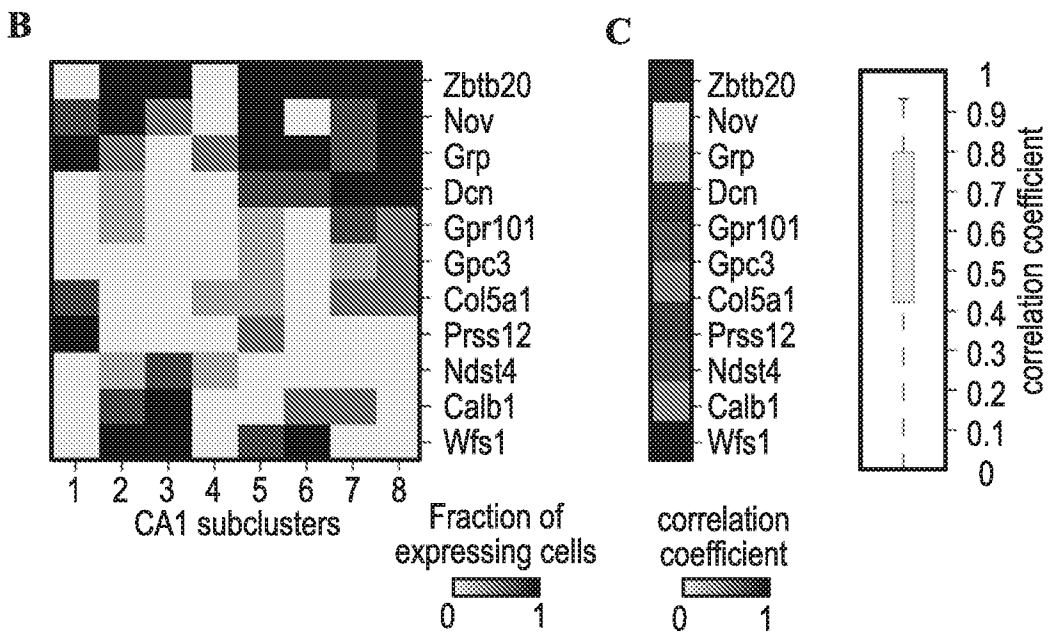 B
Zbtb20
Nov
Grp
Dcn
Gpr101
Gpc3
Col5a1
Prss12
Ndst4
Calb1
Wfs1
1 2 3 4 5 6 7 8
CA1 subclusters
Fraction of
expressing cells
0 1
C
Zbtb20
Nov
Grp
Dcn
Gpr101
Gpc3
Col5a1
Prss12
Ndst4
Calb1
Wfs1
correlation
coefficient
0 1
1
0.9
0.8
0.7
0.6
0.5
0.4
0.3
0.2
0.1
0
correlation coefficient